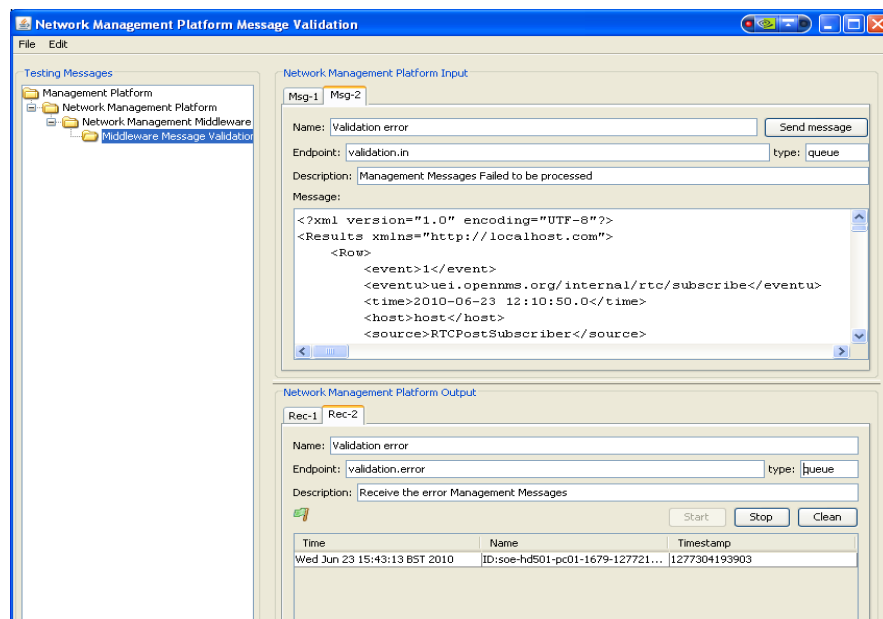 Network Management Platform Message Validation
File Edit
Testing Messages
Management Platform
Network Management Platform
Network Management Middleware
Middleware Message Validation
Network Management Platform Input
Msg-1 Msg-2
Name: Validation error Send message
Endpoint: validation.in type: queue
Description: Management Messages Failed to be processed
Message:
<?xml version="1.0" encoding="UTF-8"?>
<Results xmlns="http://localhost.com">
<Row>
<event>1</event>
<eventu>uei.opennms.org/internal/rtc/subscribe</eventu>
<time>2010-06-23 12:10:50.0</time>
<host>host</host>
<source>RTCPostSubscriber</source>
Network Management Platform Output
Rec-1 Rec-2
Name: Validation error
Endpoint: validation.error type: queue
Description: Receive the error Management Messages
Start Stop Clean
Time Name Timestamp
Wed Jun 23 15:43:13 BST 2010 ID:soe-hd501-pc01-1679-127721... 1277304193903